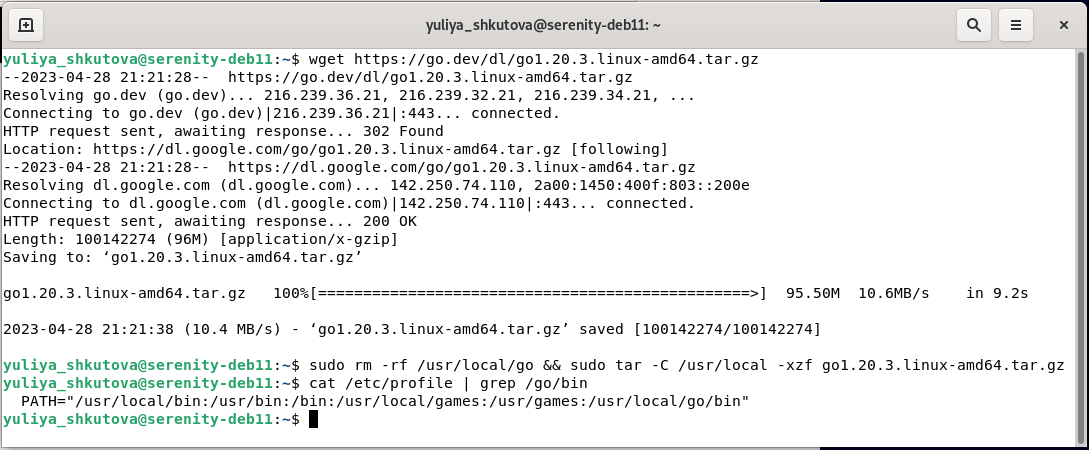 yuliya_shkutova@serenity-deb11: ~
yuliya_shkutova@serenity-deb11:~$ wget https://go.dev/dl/go1.20.3.linux-amd64.tar.gz
--2023-04-28 21:21:28--  https://go.dev/dl/go1.20.3.linux-amd64.tar.gz
Resolving go.dev (go.dev)... 216.239.36.21, 216.239.32.21, 216.239.34.21, ...
Connecting to go.dev (go.dev)|216.239.36.21|:443... connected.
HTTP request sent, awaiting response... 302 Found
Location: https://dl.google.com/go/go1.20.3.linux-amd64.tar.gz [following]
--2023-04-28 21:21:28--  https://dl.google.com/go/go1.20.3.linux-amd64.tar.gz
Resolving dl.google.com (dl.google.com)... 142.250.74.110, 2a00:1450:400f:803::200e
Connecting to dl.google.com (dl.google.com)|142.250.74.110|:443... connected.
HTTP request sent, awaiting response... 200 OK
Length: 100142274 (96M) [application/x-gzip]
Saving to: ‘go1.20.3.linux-amd64.tar.gz’
go1.20.3.linux-amd64.tar.gz   100%[================================================>]  95.50M  10.6MB/s    in 9.2s
2023-04-28 21:21:38 (10.4 MB/s) - ‘go1.20.3.linux-amd64.tar.gz’ saved [100142274/100142274]
yuliya_shkutova@serenity-deb11:~$ sudo rm -rf /usr/local/go && sudo tar -C /usr/local -xzf go1.20.3.linux-amd64.tar.gz
yuliya_shkutova@serenity-deb11:~$ cat /etc/profile | grep /go/bin
  PATH="/usr/local/bin:/usr/bin:/bin:/usr/local/games:/usr/games:/usr/local/go/bin"
yuliya_shkutova@serenity-deb11:~$